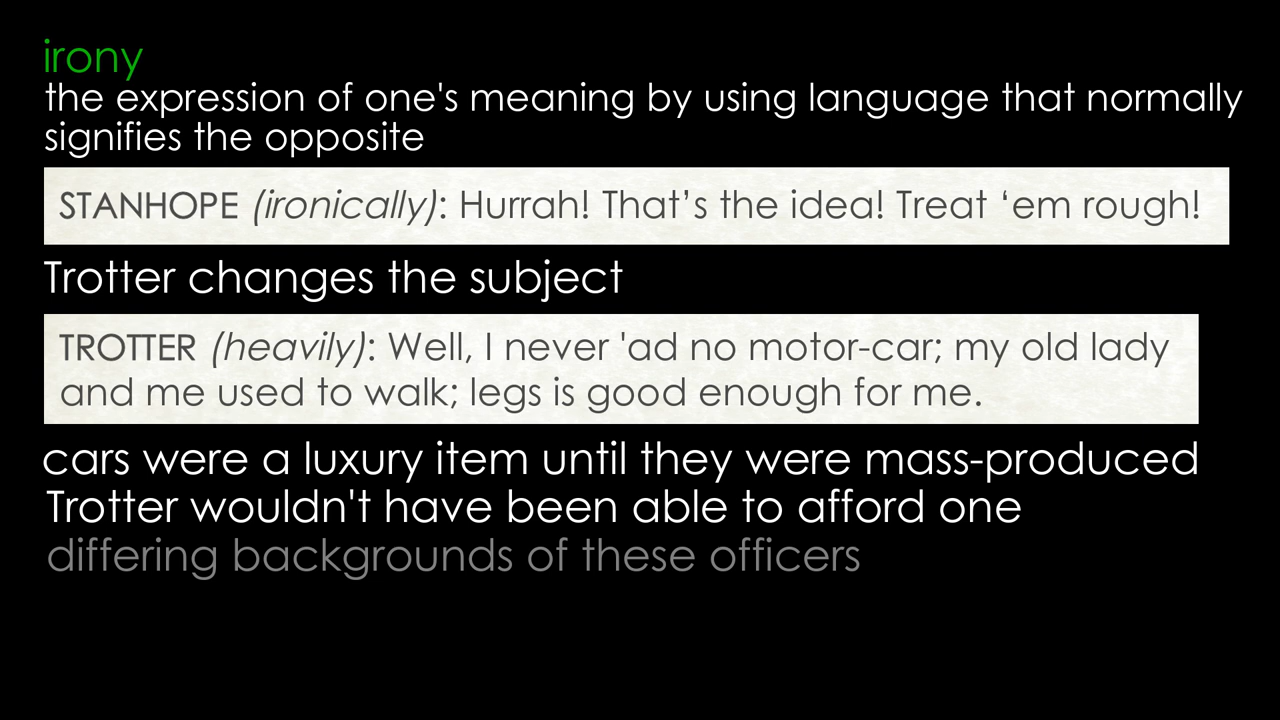 irony
the expression of one's meaning by using language that normally
signifies the opposite
STANHOPE (ironically): Hurrah! That’s the idea! Treat ‘em rough!
Trotter changes the subject
TROTTER (heavily): Well, I never 'ad no motor-car; my old lady
and me used to walk; legs is good enough for me.
cars were a luxury item until they were mass-produced
Trotter wouldn't have been able to afford one
differing backgrounds of these officers